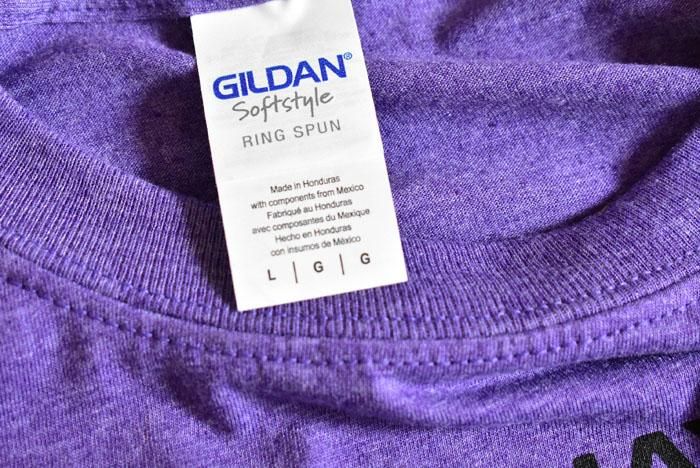 GILDAN®
Softstyle
RING SPUN
Made in Honduras
with components from Mexico
Fabriqué au Honduras
avec composantes du Mexique
Hecho en Honduras
con insumos de México
L | G | G